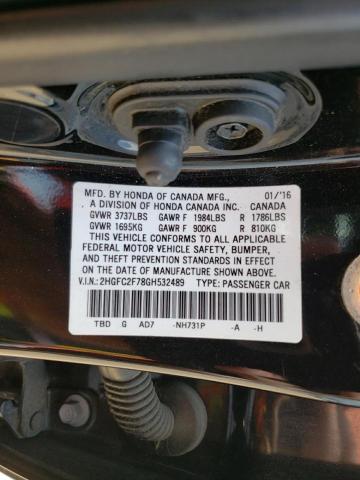 MFD. BY HONDA OF CANADA MFG., 01/'16
A DIVISION OF HONDA CANADA INC. CANADA
GVWR 3737LBS GAWR F 1984LBS R 1786LBS
GVWR 1695KG GAWR F 900KG R 810KG
THIS VEHICLE CONFORMS TO ALL APPLICABLE
FEDERAL MOTOR VEHICLE SAFETY, BUMPER,
AND THEFT PREVENTION STANDARDS IN EFFECT
ON THE DATE OF MANUFACTURE SHOWN ABOVE.
V.I.N.: 2HGFC2F78GH532489 TYPE: PASSENGER CAR
TBD G AD7 -NH731P -A -H